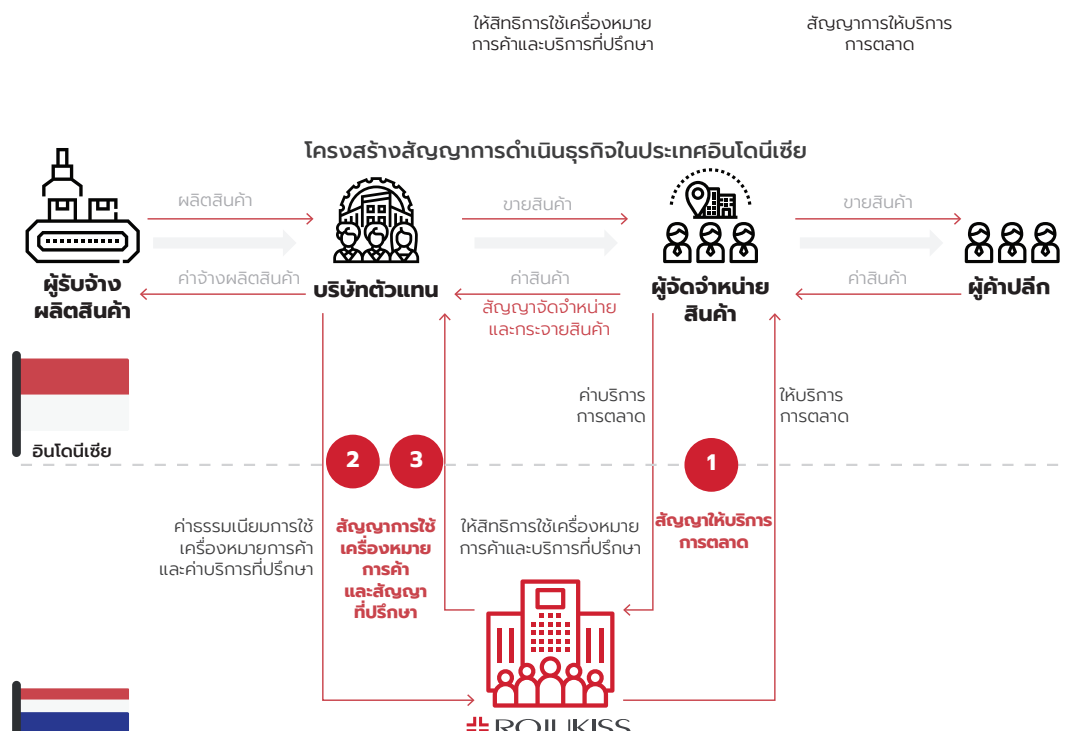 ให้สิทธิการใช้เครื่องหมาย
การค้าและบริการที่ปรึกษา
สัญญาการให้บริการ
การตลาด
โครงสร้างสัญญาการดำเนินธุรกิจในประเทศอินโดนีเซีย
ผลิตสินค้า
ขายสินค้า
ขายสินค้า
ค่าจ้างผลิตสินค้า
ค่าสินค้า
ค่าสินค้า
ผู้รับจ้าง
ผลิตสินค้า
บริษัทตัวแทน
ผู้จัดจำหน่าย
สินค้า
ผู้ค้าปลีก
สัญญาจัดจำหน่าย
และกระจายสินค้า
ค่าบริการ
การตลาด
ให้บริการ
การตลาด
อินโดนีเซีย
2
3
1
ค่าธรรมเนียมการใช้
เครื่องหมายการค้า
และค่าบริการที่ปรึกษา
สัญญาการใช้
เครื่องหมาย
การค้า
และสัญญา
ที่ปรึกษา
ให้สิทธิการใช้เครื่องหมาย
การค้าและบริการที่ปรึกษา
สัญญาให้บริการ
การตลาด
ROJUKISS